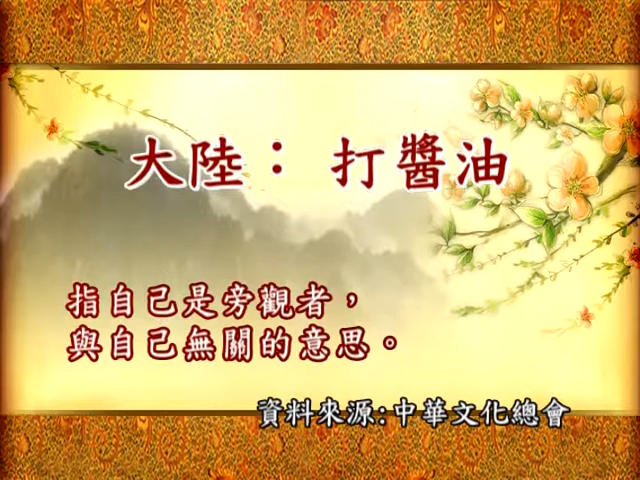 大陸： 打醬油
指自己是旁觀者，
與自己無關的意思。
資料來源:中華文化總會